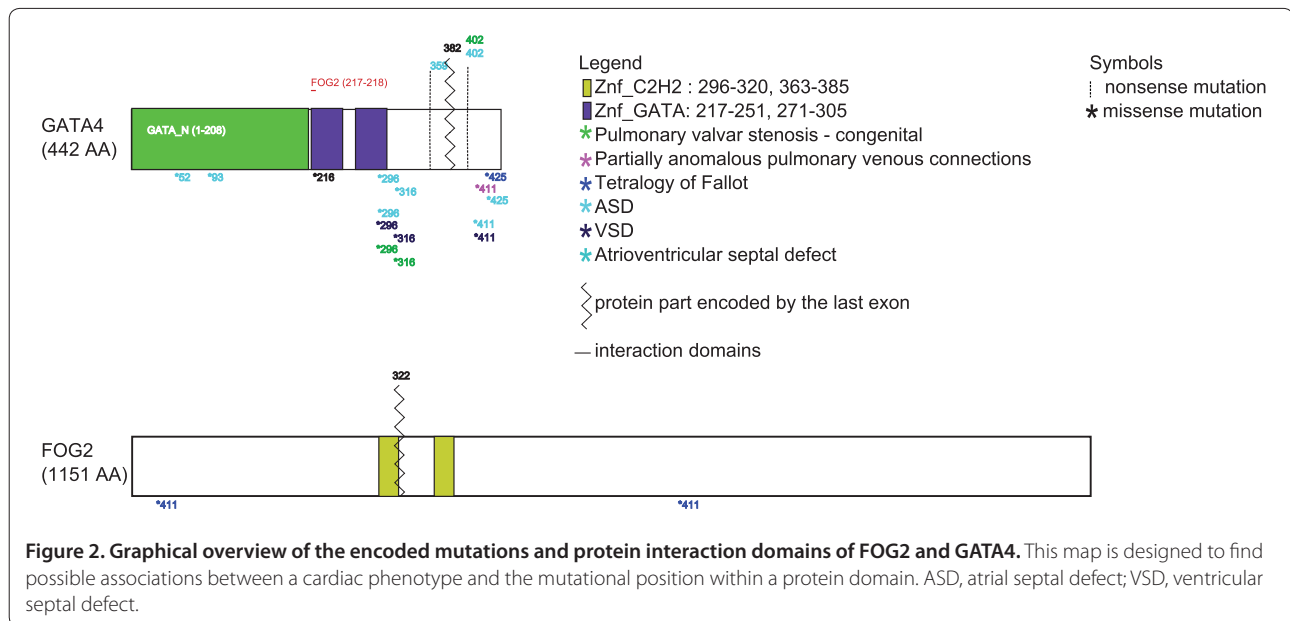 402
382
402
359
FOG2 (217-218)
GATA4
(442 AA)
GATA_N (1-208)
*52
*93
*216
*296
*316
*425
*411
*425
*296
*296
*316
*411
*411
*296
*316
Legend
Znf_C2H2 : 296-320, 363-385
Znf_GATA: 217-251, 271-305
*Pulmonary valvar stenosis - congenital
*Partially anomalous pulmonary venous connections
*Tetralogy of Fallot
*ASD
*VSD
*Atrioventricular septal defect
protein part encoded by the last exon
interaction domains
Symbols
nonsense mutation
* missense mutation
322
FOG2
(1151 AA)
*411
*411
Figure 2. Graphical overview of the encoded mutations and protein interaction domains of FOG2 and GATA4. This map is designed to find
possible associations between a cardiac phenotype and the mutational position within a protein domain. ASD, atrial septal defect; VSD, ventricular
septal defect.